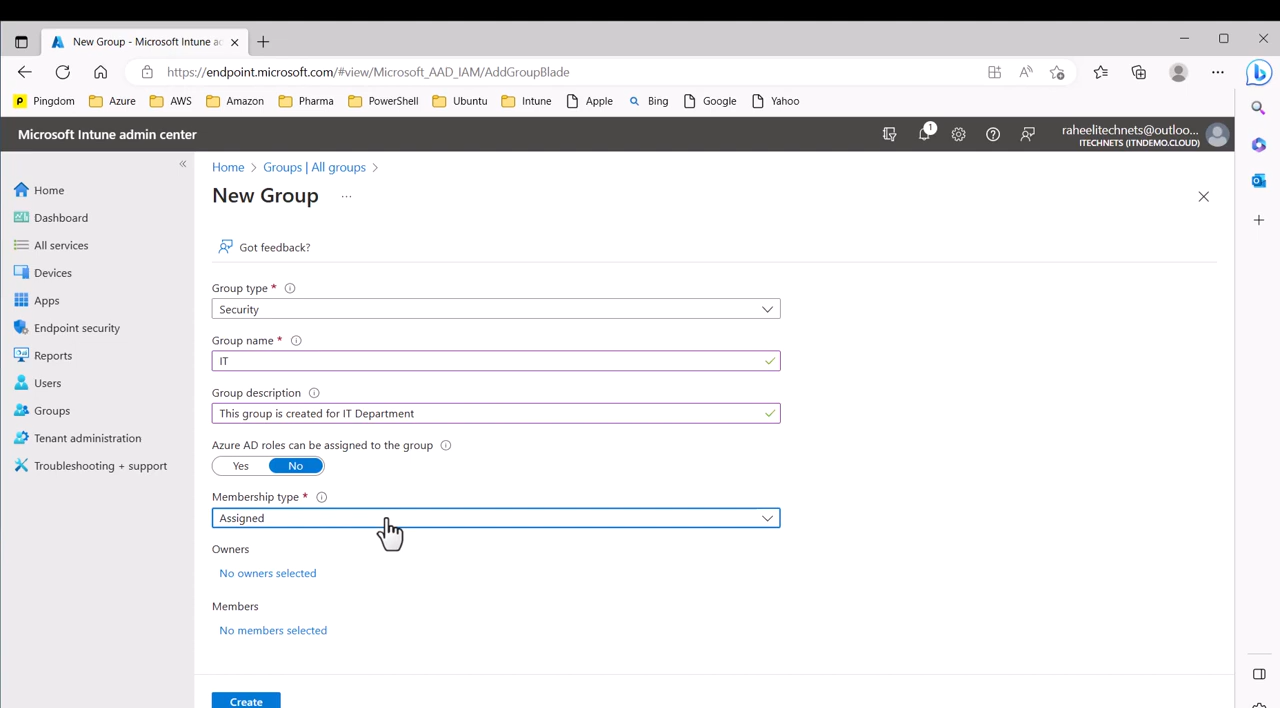 New Group - Microsoft Intune ac
https://endpoint.microsoft.com/#view/Microsoft_AAD_IAM/AddGroupBlade
Pingdom Azure AWS Amazon Pharma PowerShell Ubuntu Intune Apple Bing Google Yahoo
Microsoft Intune admin center
1
raheelitechnets@outloo...
ITECHNETS (ITNDEMO.CLOUD)
Home
Dashboard
All services
Devices
Apps
Endpoint security
Reports
Users
Groups
Tenant administration
Troubleshooting + support
Home > Groups | All groups >
New Group ...
Got feedback?
Group type *
Security
Group name *
IT
Group description
This group is created for IT Department
Azure AD roles can be assigned to the group
Yes No
Membership type *
Assigned
Owners
No owners selected
Members
No members selected
Create